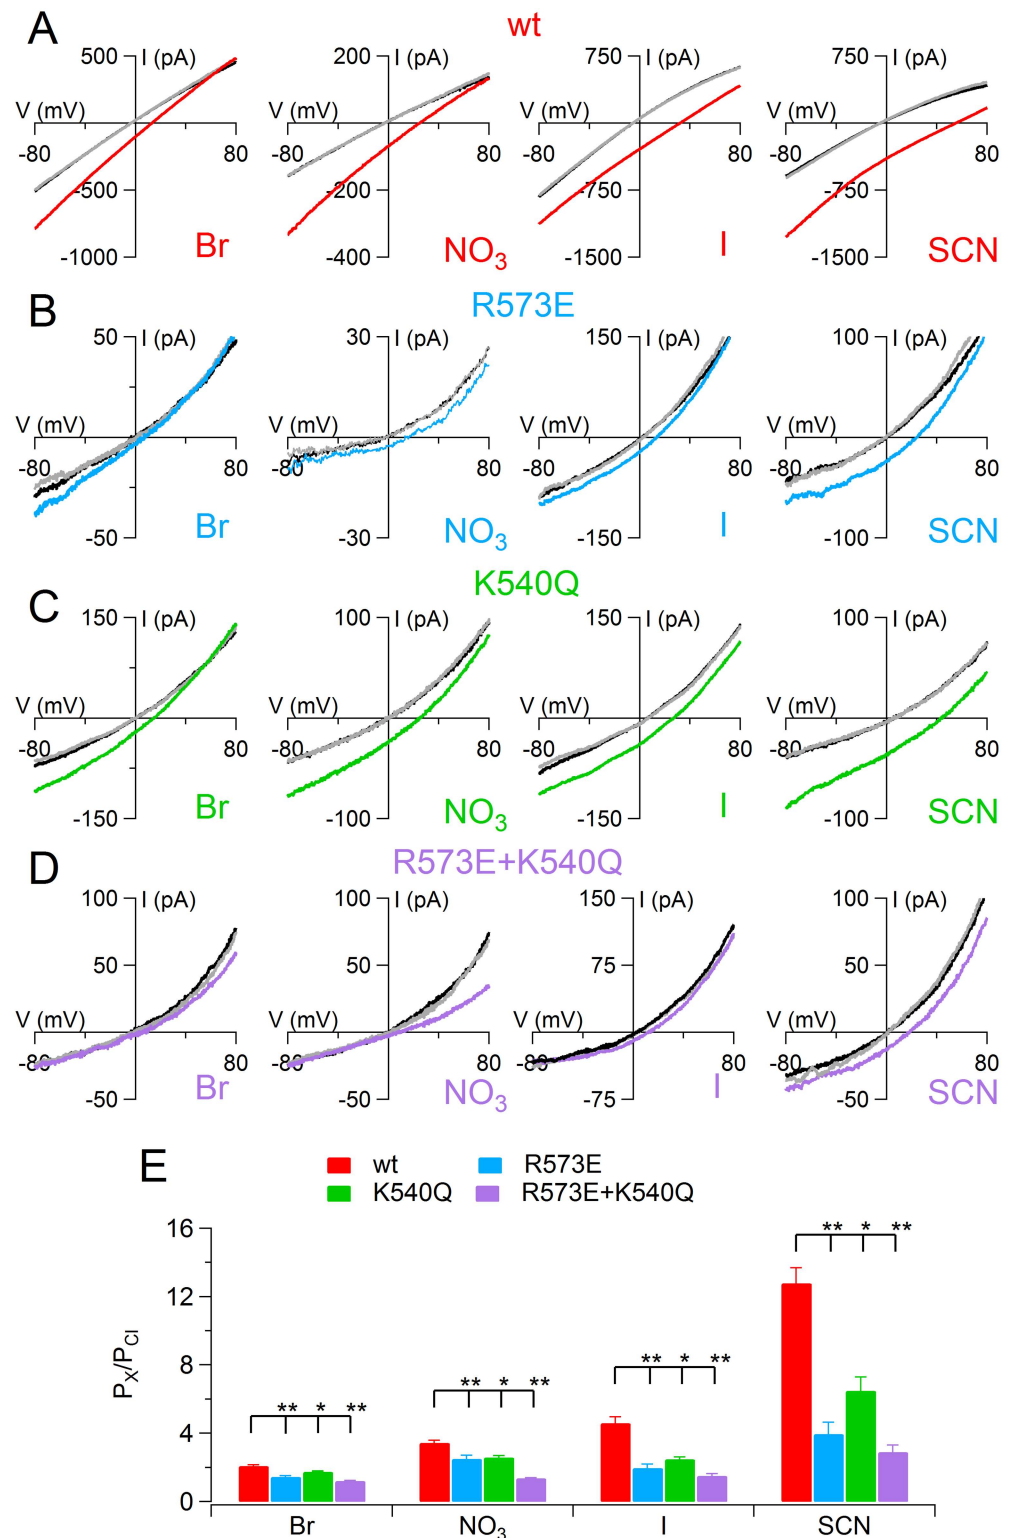 A
wt
500 I (pA) 200 I (pA) 750 I (pA) 750 I (pA)
V (mV) V (mV) V (mV) V (mV)
-80 80 -80 80 -80 80 -80 80
-500 -200 -750 -750
-1000 Br -400 NO3 -1500 I -1500 SCN
B
R573E
50 I (pA) 30 I (pA) 150 I (pA) 100 I (pA)
V (mV) V (mV) V (mV) V (mV)
-80 80 -80 80 -80 80 -80 80
-50 Br -30 NO3 -150 I -100 SCN
C
K540Q
150 I (pA) 100 I (pA) 150 I (pA) 100 I (pA)
V (mV) V (mV) V (mV) V (mV)
-80 80 -80 80 -80 80 -80 80
-150 Br -100 NO3 -150 I -100 SCN
D
R573E+K540Q
100 I (pA) 100 I (pA) 150 I (pA) 100 I (pA)
50 50 75 50
V (mV) V (mV) V (mV) V (mV)
-80 80 -80 80 -80 80 -80 80
-50 Br -50 NO3 -75 I -50 SCN
E
wt R573E
K540Q R573E+K540Q
16
** * **
12
PX/PCl
8
** * **
** * **
** * **
4
0
Br NO3 I SCN